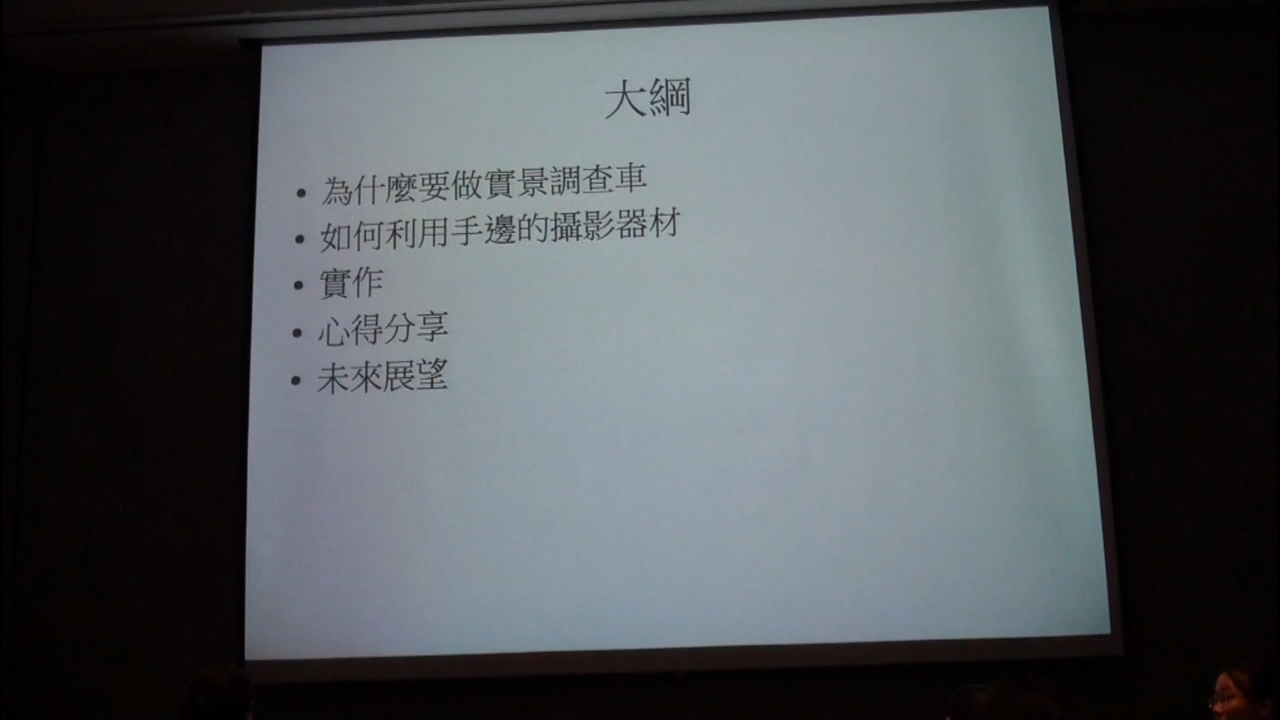 大綱
• 為什麼要做實景調查車
• 如何利用手邊的攝影器材
• 實作
• 心得分享
• 未來展望